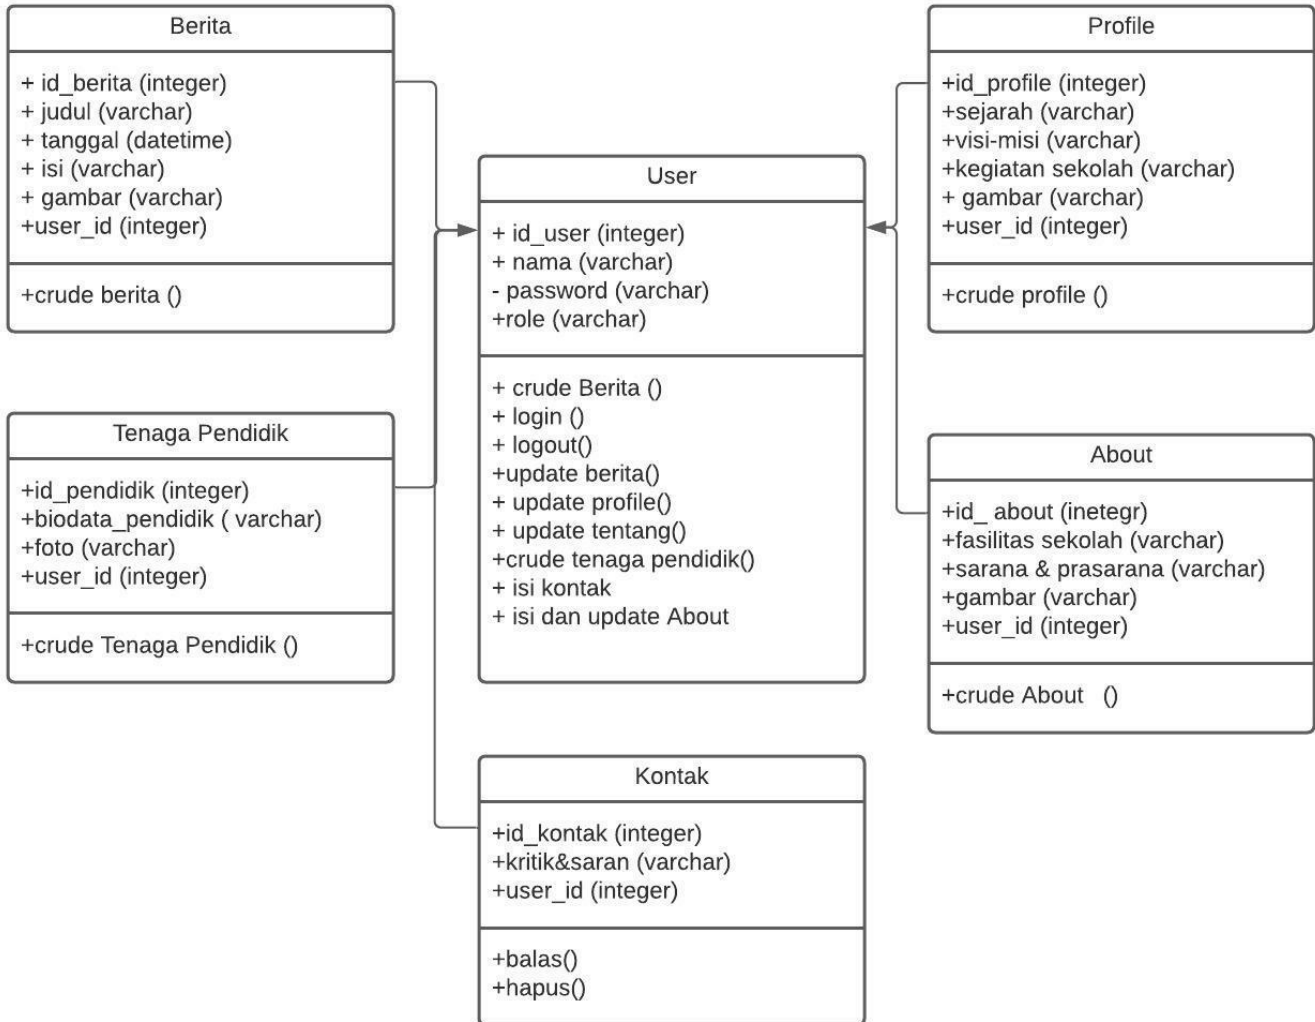 Berita
+ id_berita (integer)
+ judul (varchar)
+ tanggal (datetime)
+ isi (varchar)
+ gambar (varchar)
+user_id (integer)
+crude berita ()
Tenaga Pendidik
+id_pendidik (integer)
+biodata_pendidik ( varchar)
+foto (varchar)
+user_id (integer)
+crude Tenaga Pendidik ()
User
+ id_user (integer)
+ nama (varchar)
- password (varchar)
+role (varchar)
+ crude Berita ()
+ login ()
+ logout()
+update berita()
+ update profile()
+ update tentang()
+crude tenaga pendidik()
+ isi kontak
+ isi dan update About
Kontak
+id_kontak (integer)
+kritik&saran (varchar)
+user_id (integer)
+balas()
+hapus()
Profile
+id_profile (integer)
+sejarah (varchar)
+visi-misi (varchar)
+kegiatan sekolah (varchar)
+ gambar (varchar)
+user_id (integer)
+crude profile ()
About
+id_ about (inetegr)
+fasilitas sekolah (varchar)
+sarana & prasarana (varchar)
+gambar (varchar)
+user_id (integer)
+crude About ()